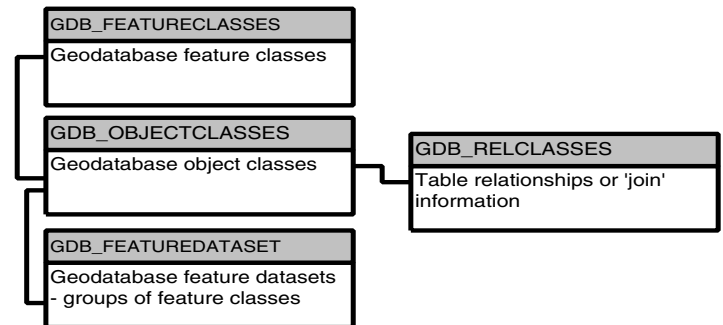 GDB_FEATURECLASSES
Geodatabase feature classes
GDB_OBJECTCLASSES
Geodatabase object classes
GDB_RELCLASSES
Table relationships or 'join'
information
GDB_FEATUREDATASET
Geodatabase feature datasets
- groups of feature classes